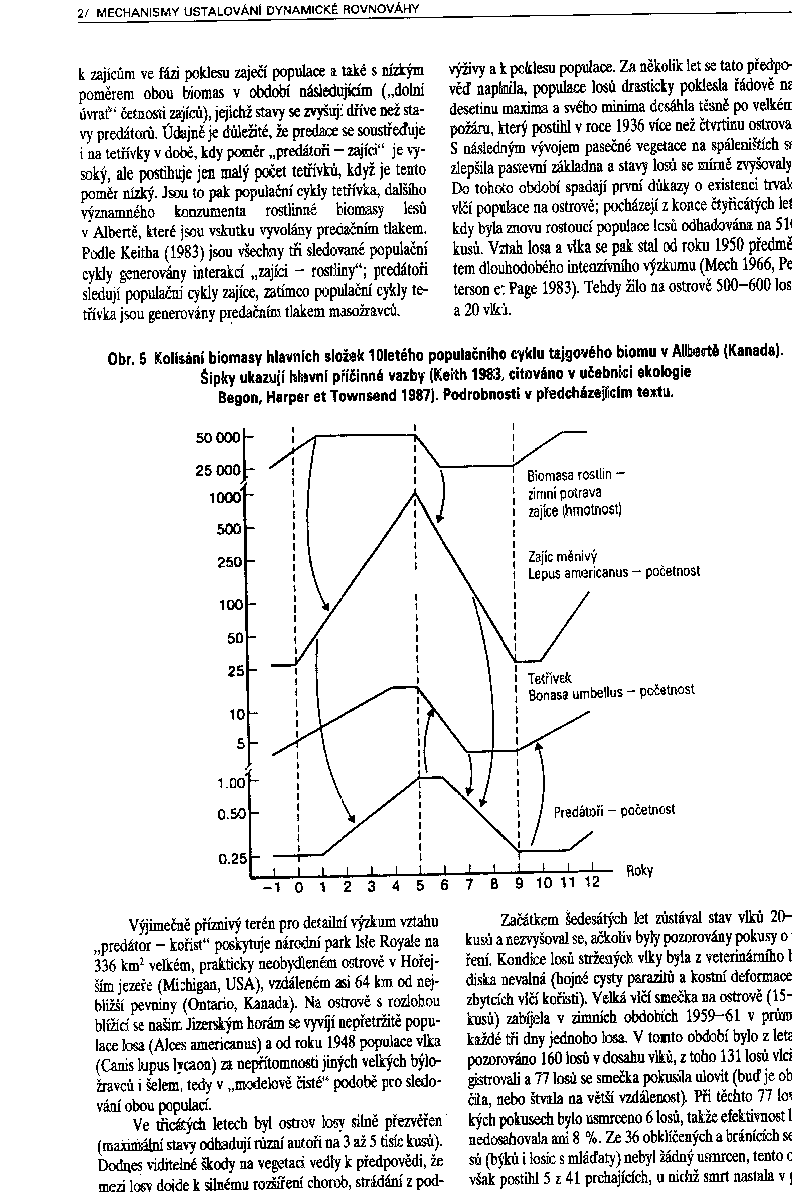 2/ MECHANISMY USTALOVÁNÍ DYNAMICKÉ ROVNOVÁHY
k zajícům ve fázi poklesu zaječí populace a také s nízkým
poměrem obou biomas v období následujícím („dolní
úvrať“ četnosti zajíců), jejichž stavy se zvyšují dříve než sta-
vy predátorů. Údajně je důležité, že predace se soustřeďuje
i na tetřívky v době, kdy poměr „predátoři – zajíci“ je vy-
soký, ale postihuje jen malý počet tetřívků, když je tento
poměr nízký. Jsou to pak populační cykly tetřívka, dalšího
významného konzumenta rostlinné biomasy lesů
v Albertě, které jsou vskutku vyvolány predačním tlakem.
Podle Keitha (1983) jsou všechny tři sledované populační
cykly generovány interakcí „zajíci – rostliny“; predátoři
sledují populační cykly zajíce, zatímco populační cykly te-
třívka jsou generovány predačním tlakem masožravců.
výživy a k poklesu populace. Za několik let se tato předpo-
věď naplnila, populace losů drasticky poklesla řádově na
desetinu maxima a svého minima dosáhla těsně po velkém
požáru, který postihl v roce 1936 více než čtvrtinu ostrova
S následným vývojem pasečné vegetace na spáleništích
zlepšila pastevní základna a stavy losů se mírně zvyšovaly
Do tohoto období spadají první důkazy o existenci
vlčí populace na ostrově; pocházejí z konce čtyřicátých let
kdy byla znovu rostoucí populace losů odhadována na
kusů. Vztah losa a vlka se pak stal od roku 1950 předmě
tem dlouhodobého intenzívního výzkumu (Mech 1966, Pe
terson et Page 1983). Tehdy žilo na ostrově 500–600
a 20 vlků.
Obr. 5 Kolísání biomasy hlavních složek 10letého populačního cyklu tajgového biomu v Albertě (Kanada).
Šipky ukazují hlavní příčinné vazby (Keith 1983, citováno v učebnici ekologie
Begon, Harper et Townsend 1987). Podrobnosti v předcházejícím textu.
50 000
25 000
1000
500
250
100
50
25
10
5
1.00
0.50
0.25
Biomasa rostlin –
zimní potrava
zajíce (hmotnost)
Zajíc měnivý
Lepus americanus – početnost
Tetřívek
Bonasa umbellus – početnost
Predátoři – početnost
Roky
-1 0 1 2 3 4 5 6 7 8 9 10 11 12
Výjimečně příznivý terén pro detailní výzkum vztahu
„predátor – kořist“ poskytuje národní park Isle Royale na
336 km² velkém, prakticky neobydleném ostrově v Hořej-
ším jezeře (Michigan, USA), vzdáleném asi 64 km od nej-
bližší pevniny (Ontario, Kanada). Na ostrově s rozlohou
blížící se našim Jizerským horám se vyvíjí nepřetržitě popu-
lace losa (Alces americanus) a od roku 1948 populace vlka
(Canis lupus lycaon) za nepřítomnosti jiných velkých býlo-
žravců i šelem, tedy v „modelově čisté“ podobě pro sledo-
vání obou populací.
Ve třicátých letech byl ostrov losy silně přezvěřen
(maximální stavy odhadují různí autoři na 3 až 5 tisíc kusů).
Dodnes viditelné škody na vegetaci vedly k předpovědi, že
mezi losy dojde k silnému rozšíření chorob, strádání z pod-
Začátkem šedesátých let zůstával stav vlků 20–
kusů a nezvyšoval se, ačkoliv byly pozorovány pokusy o
ření. Kondice losů stržených vlky byla z veterinárního
diska nevalná (hojné cysty parazitů a kostní deformace
zbytcích vlčí kořisti). Velká vlčí smečka na ostrově (15–
kusů) zabíjela v zimních obdobích 1959–61 v prům
každé tři dny jednoho losa. V tomto období bylo z leta
pozorováno 160 losů v dosahu vlků, z toho 131 losů vlci
gistrovali a 77 losů se smečka pokusila ulovit (buď je ob
čila, nebo štvala na větší vzdálenost). Při těchto 77
kých pokusech bylo usmrceno 6 losů, takže efektivnost
nedosahovala ani 8 %. Ze 36 obklíčených a bránících se
sů (býků i losic s mláďaty) nebyl žádný usmrcen, tento
však postihl 5 z 41 prchajících, u nichž smrt nastala v